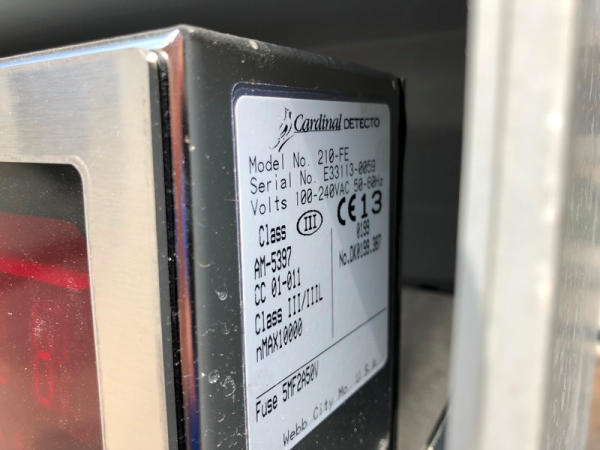 Cardinal DETECTO
Model No. 210-FE
Serial No. E33113-0059
Volts 100-240VAC 50-60Hz
Class III
CE 13
0199
No.DK0199.367
AM-5397
CC 01-011
Class III/IIIL
nMAX10000
Fuse 5MF2A50V
Webb City Mo. U.S.A.